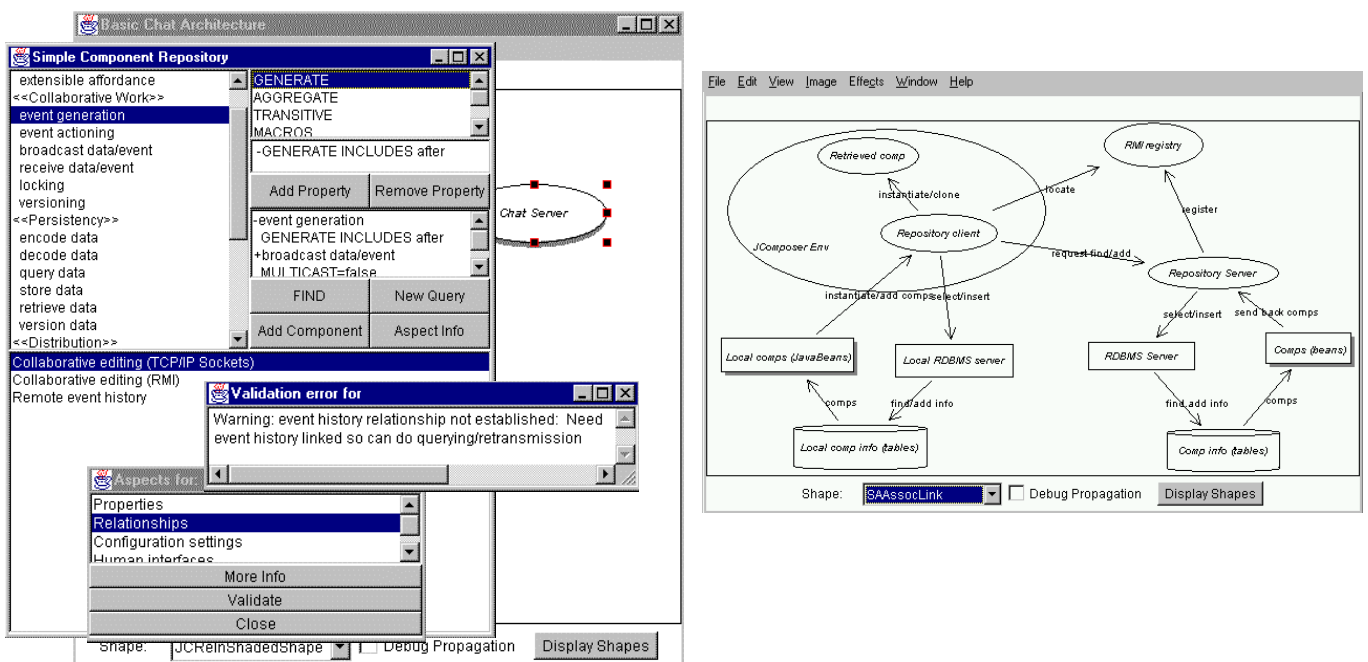 Basic Chat Architecture
Simple Component Repository
extensible affordance
<<Collaborative Work>>
event generation
event actioning
broadcast data/event
receive data/event
locking
versioning
<<Persistency>>
encode data
decode data
query data
store data
retrieve data
version data
<<Distribution>>
GENERATE
AGGREGATE
TRANSITIVE
MACROS
-GENERATE INCLUDES after
Add Property
Remove Property
-event generation
GENERATE INCLUDES after
+broadcast data/event
MULTICAST=false
FIND
New Query
Add Component
Aspect Info
Chat Server
Collaborative editing (TCP/IP Sockets)
Collaborative editing (RMI)
Remote event history
Validation error for
Warning: event history relationship not established: Need
event history linked so can do querying/retransmission
Aspects for:
Properties
Relationships
Configuration settings
Human interfaces
More Info
Validate
Close
Shape:
JCRelnShadedShape
Debug Propagation
Display Shapes
File Edit View Image Effects Window Help
Retrieved comp
RMI registry
instantiate/clone
locate
register
Repository client
JComposer Env
request find/add
Repository Server
instantiate/add comps
select/insert
select/insert
send back comps
Local comps (JavaBeans)
Local RDBMS server
RDBMS Server
Comps (beans)
comps
find/add info
find, add info
comps
Local comp info (tables)
Comp info (tables)
Shape:
SAAssocLink
Debug Propagation
Display Shapes